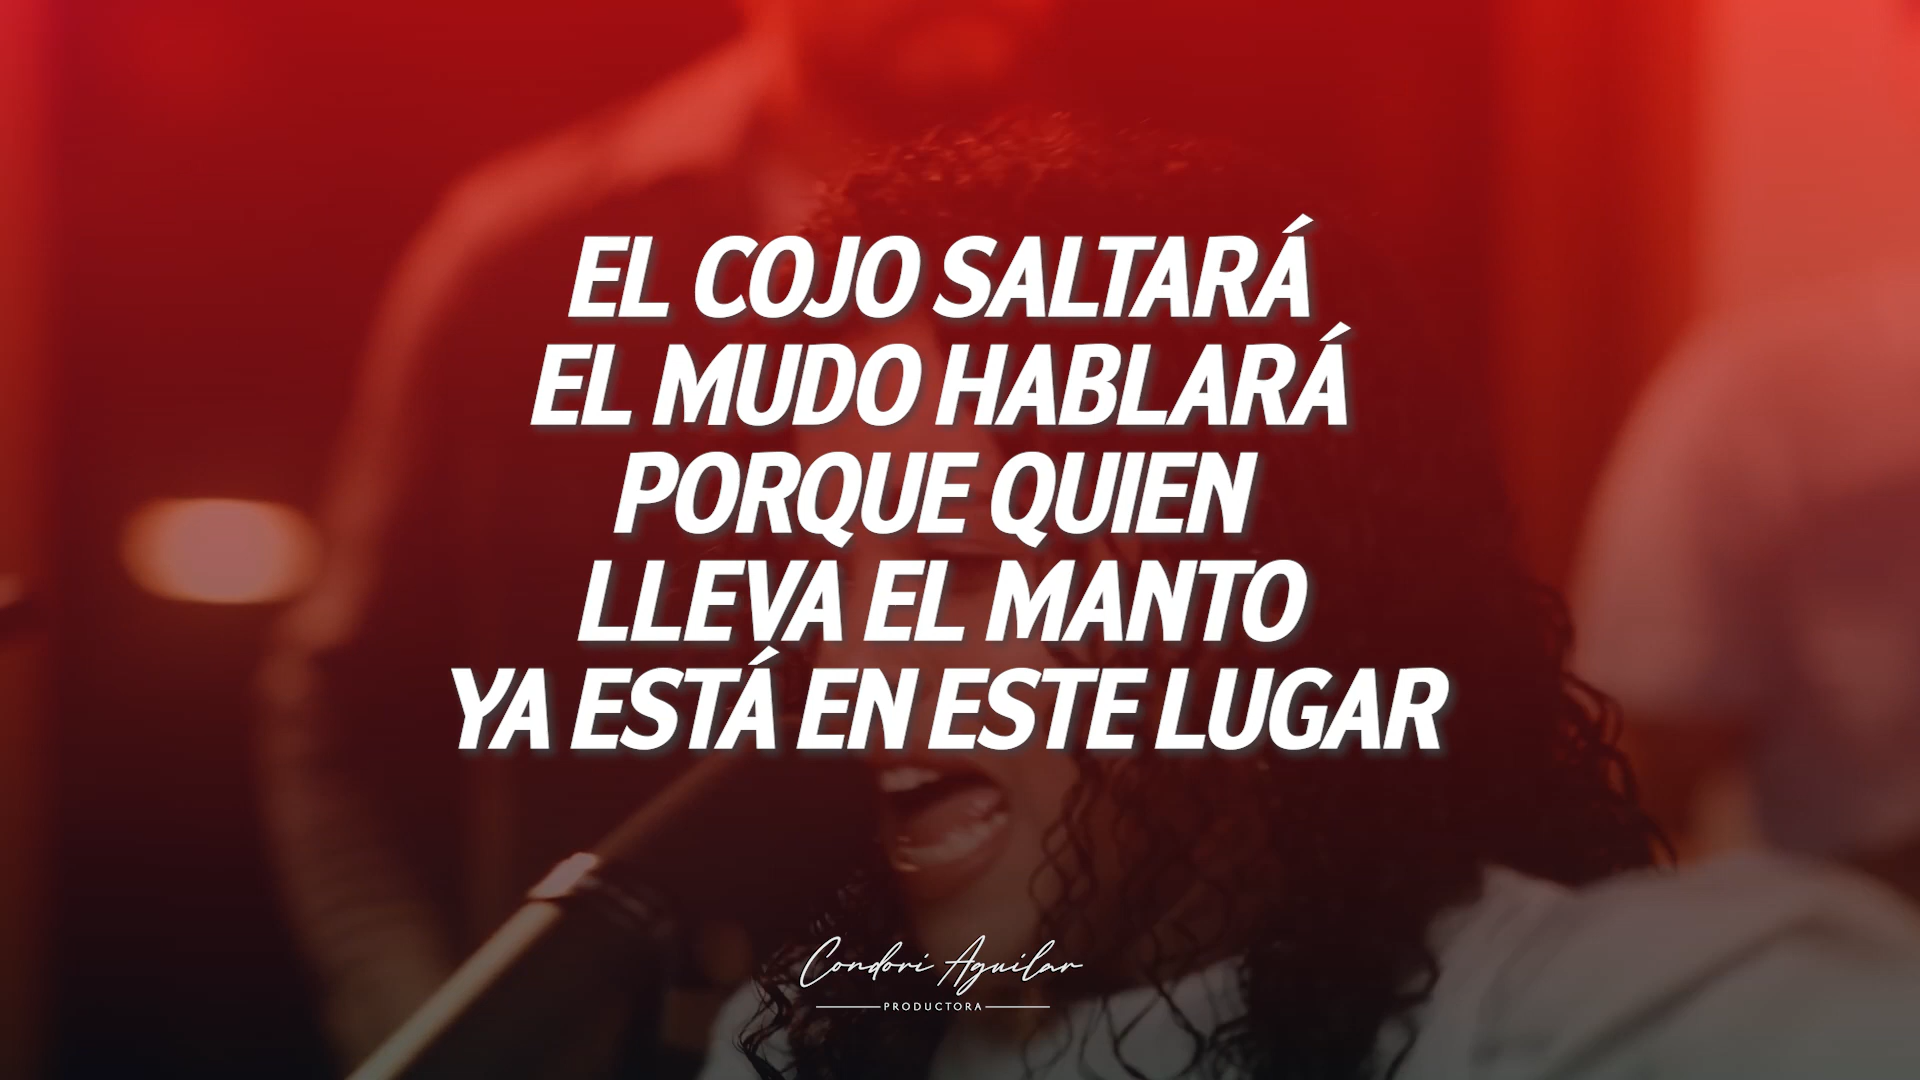 EL COJO SALTARÁ
EL MUDO HABLARÁ
PORQUE QUIEN
LLEVA EL MANTO
YA ESTÁ EN ESTE LUGAR
Condori Aguilar
PRODUCTORA